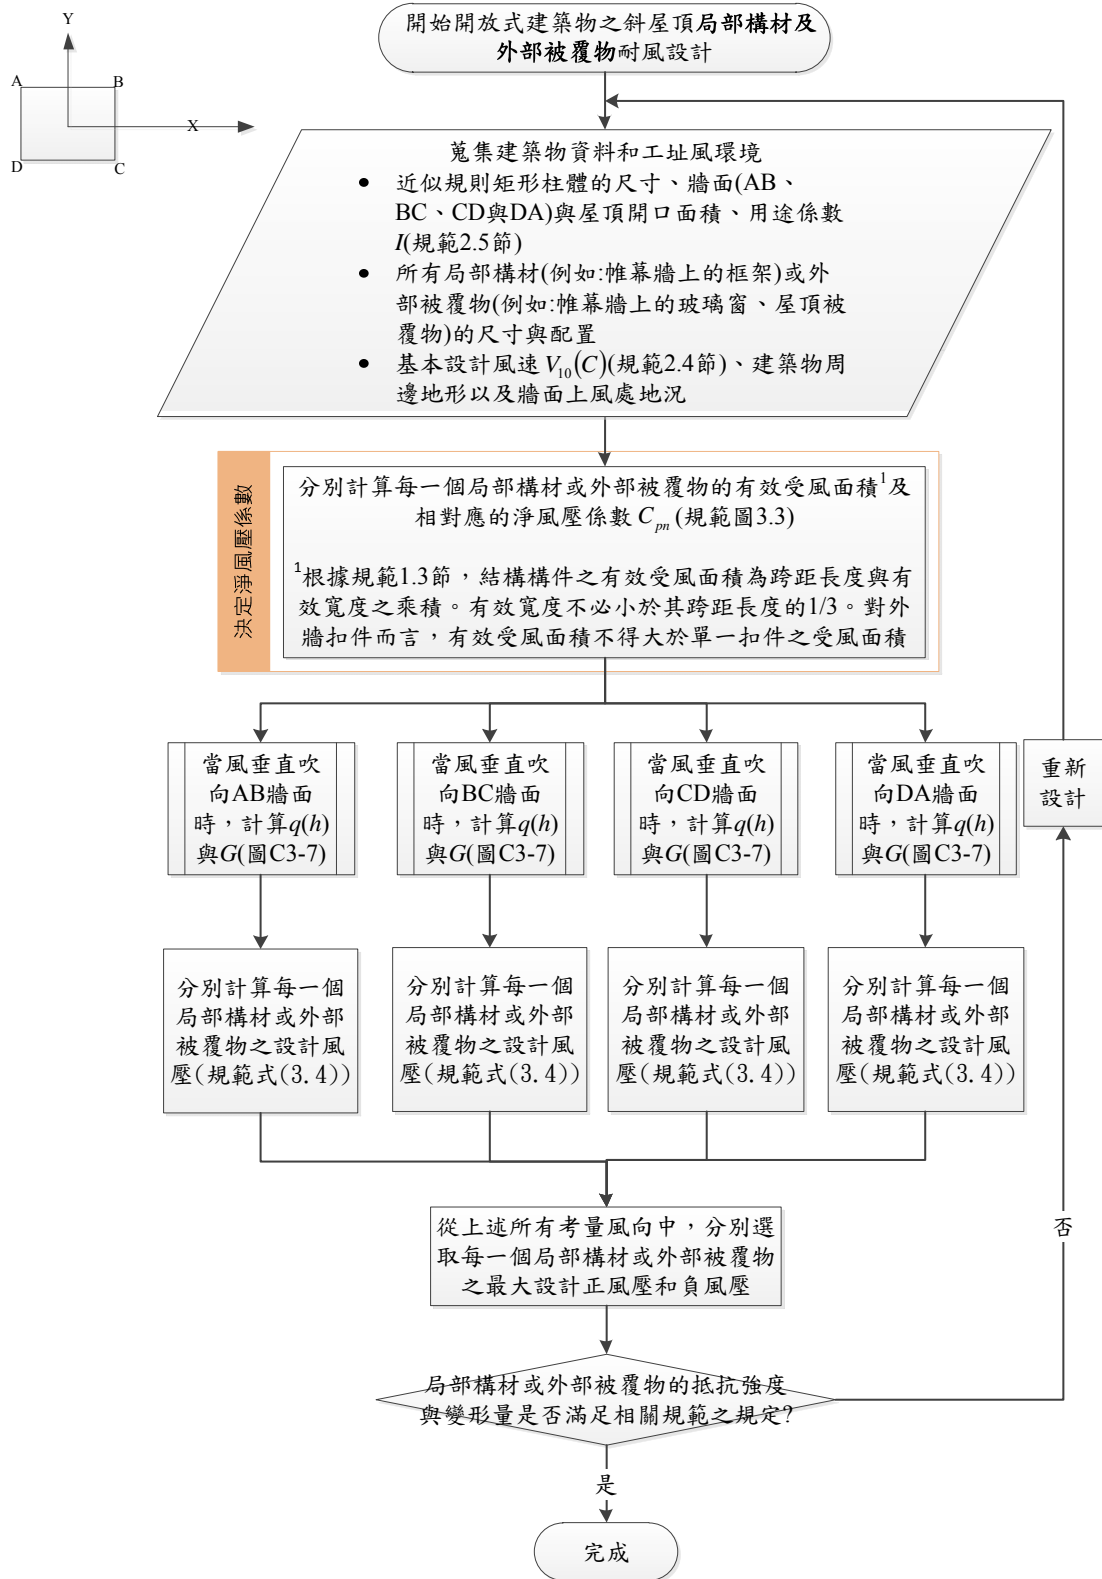 開始開放式建築物之斜屋頂局部構材及
外部被覆物耐風設計
Y
A
B
X
D
C
蒐集建築物資料和工址風環境
● 近似規則矩形柱體的尺寸、牆面(AB、
BC、CD與DA)與屋頂開口面積、用途係數
I(規範2.5節)
● 所有局部構材(例如:帷幕牆上的框架)或外
部被覆物(例如:帷幕牆上的玻璃窗、屋頂被
覆物)的尺寸與配置
● 基本設計風速 V10(C)(規範2.4節)、建築物周
邊地形以及牆面上風處地況
決定淨風壓係數
分別計算每一個局部構材或外部被覆物的有效受風面積1及
相對應的淨風壓係數 Cpn (規範圖3.3)
1根據規範1.3節，結構構件之有效受風面積為跨距長度與有
效寬度之乘積。有效寬度不必小於其跨距長度的1/3。對外
牆扣件而言，有效受風面積不得大於單一扣件之受風面積
當風垂直吹
向AB牆面
時，計算q(h)
與G(圖C3-7)
當風垂直吹
向BC牆面
時，計算q(h)
與G(圖C3-7)
當風垂直吹
向CD牆面
時，計算q(h)
與G(圖C3-7)
當風垂直吹
向DA牆面
時，計算q(h)
與G(圖C3-7)
重新
設計
分別計算每一個
局部構材或外部
被覆物之設計風
壓(規範式(3.4))
分別計算每一個
局部構材或外部
被覆物之設計風
壓(規範式(3.4))
分別計算每一個
局部構材或外部
被覆物之設計風
壓(規範式(3.4))
分別計算每一個
局部構材或外部
被覆物之設計風
壓(規範式(3.4))
從上述所有考量風向中，分別選
取每一個局部構材或外部被覆物
之最大設計正風壓和負風壓
否
局部構材或外部被覆物的抵抗強度
與變形量是否滿足相關規範之規定?
是
完成